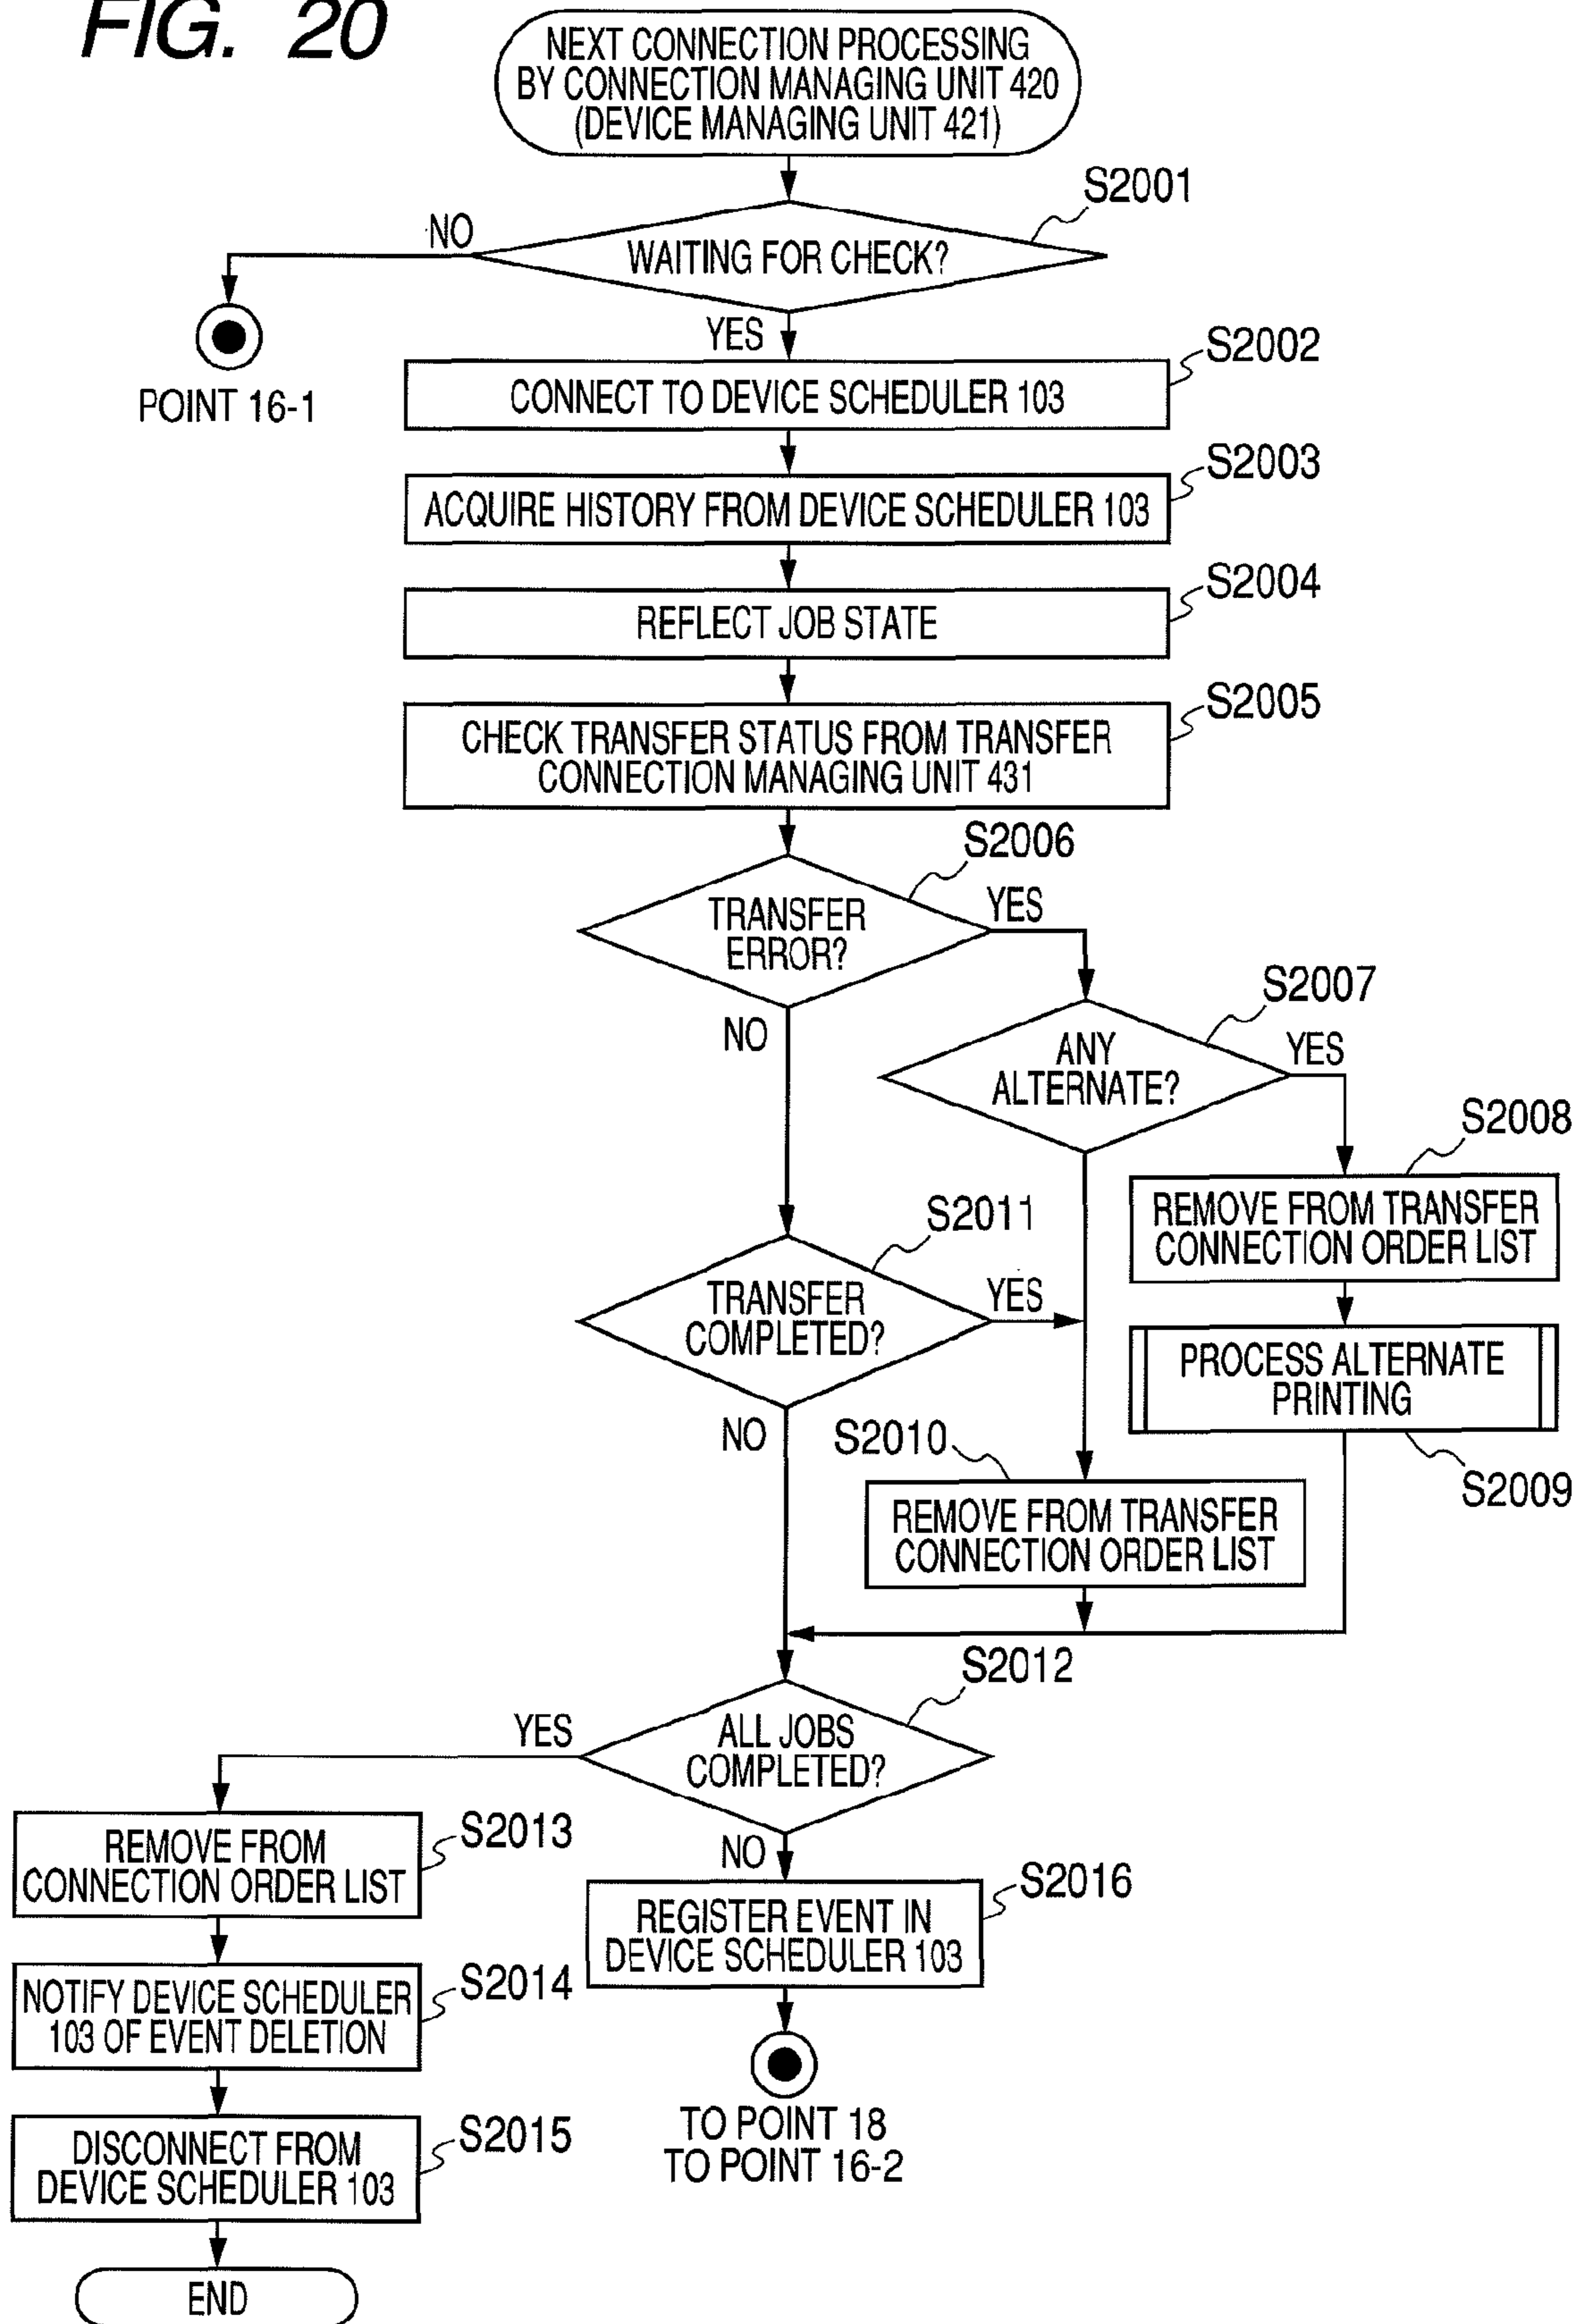 FIG. 20
NEXT CONNECTION PROCESSING
BY CONNECTION MANAGING UNIT 420
(DEVICE MANAGING UNIT 421)
S2001
NO
WAITING FOR CHECK?
YES
POINT 16-1
S2002
CONNECT TO DEVICE SCHEDULER 103
S2003
ACQUIRE HISTORY FROM DEVICE SCHEDULER 103
S2004
REFLECT JOB STATE
S2005
CHECK TRANSFER STATUS FROM TRANSFER
CONNECTION MANAGING UNIT 431
S2006
TRANSFER
ERROR?
YES
NO
S2007
ANY
ALTERNATE?
YES
S2008
REMOVE FROM TRANSFER
CONNECTION ORDER LIST
S2011
TRANSFER
COMPLETED?
YES
NO
PROCESS ALTERNATE
PRINTING
S2009
S2010
REMOVE FROM TRANSFER
CONNECTION ORDER LIST
S2012
ALL JOBS
COMPLETED?
YES
NO
REMOVE FROM
CONNECTION ORDER LIST
S2013
S2016
REGISTER EVENT IN
DEVICE SCHEDULER 103
NOTIFY DEVICE SCHEDULER
103 OF EVENT DELETION
S2014
TO POINT 18
TO POINT 16-2
DISCONNECT FROM
DEVICE SCHEDULER 103
S2015
END